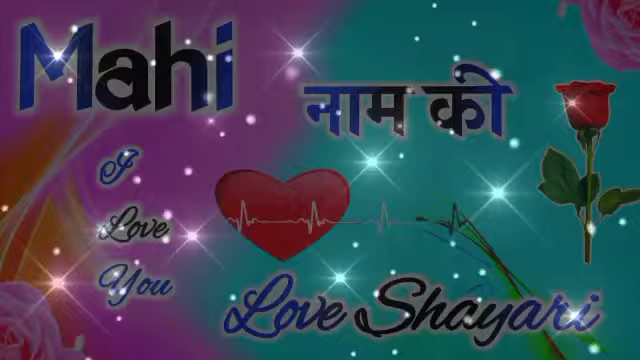 Mahi
नाम की
I
Love
You
Love Shayari